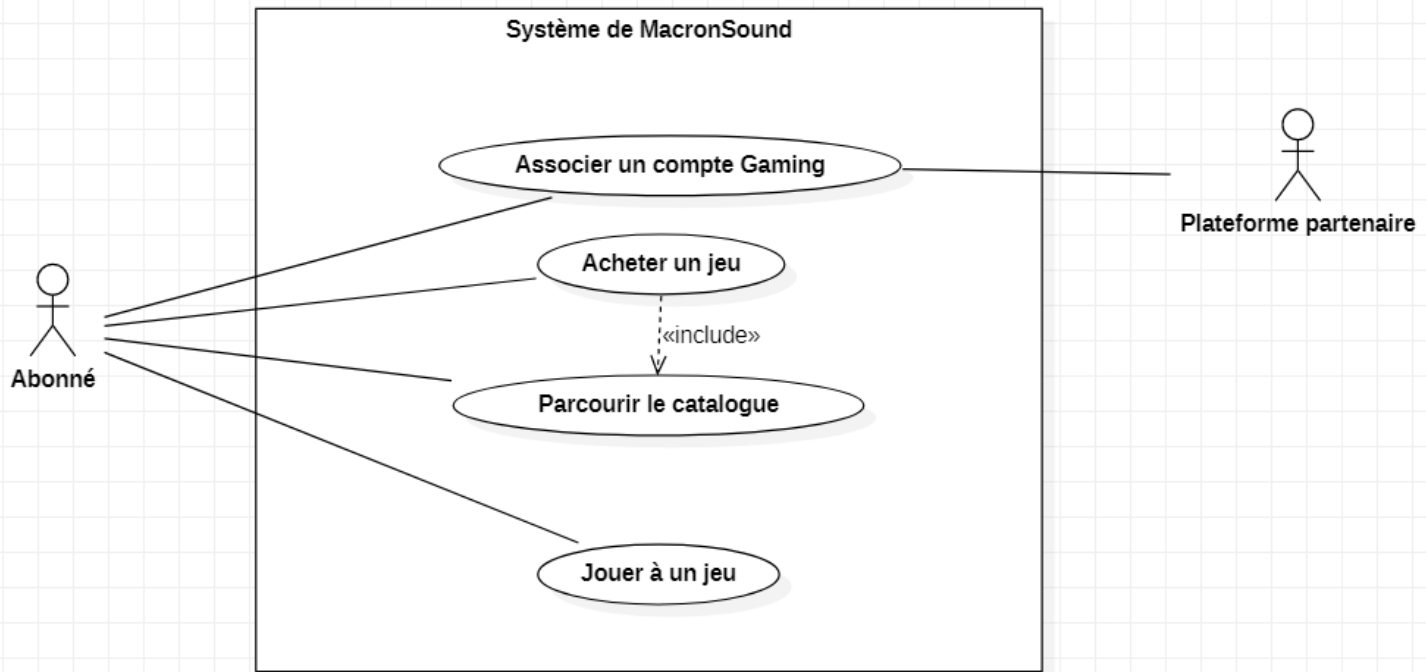 Système de MacronSound
Associer un compte Gaming
Plateforme partenaire
Acheter un jeu
«include»
Abonné
Parcourir le catalogue
Jouer à un jeu